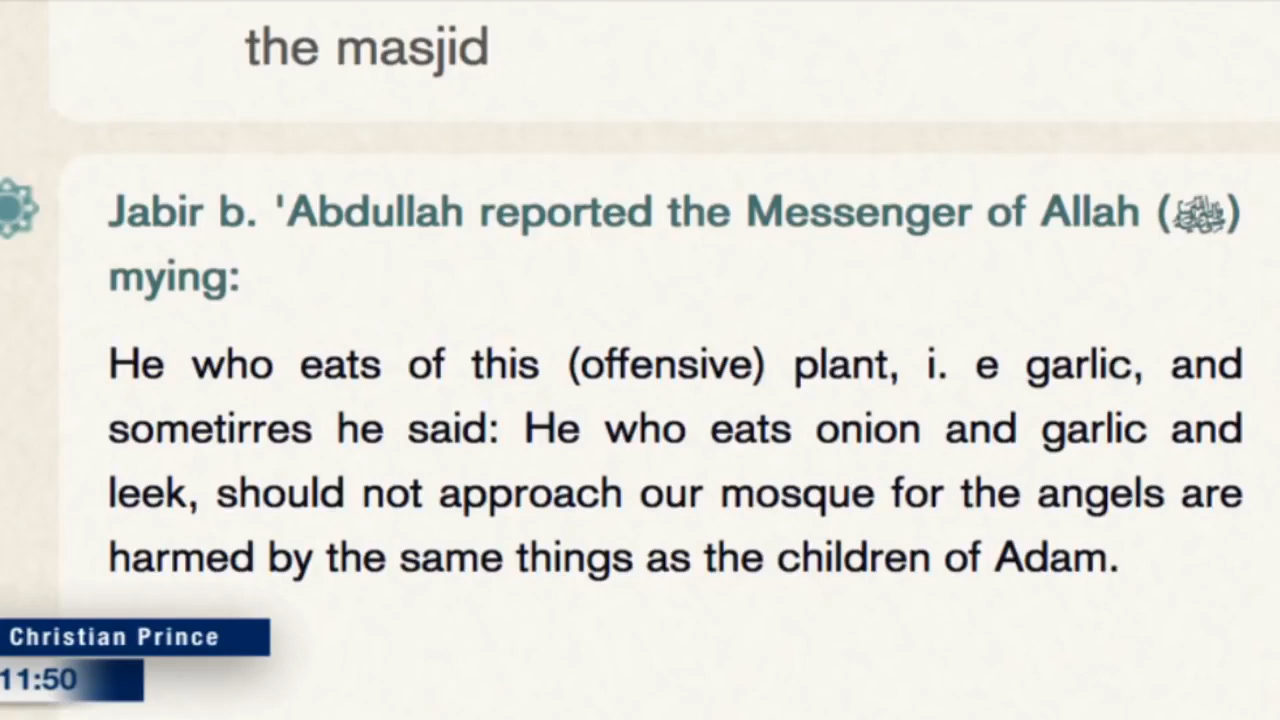 the masjid
Jabir b. 'Abdullah reported the Messenger of Allah (ﷺ)
mying:
He who eats of this (offensive) plant, i. e garlic, and
sometirres he said: He who eats onion and garlic and
leek, should not approach our mosque for the angels are
harmed by the same things as the children of Adam.
Christian Prince
11:50